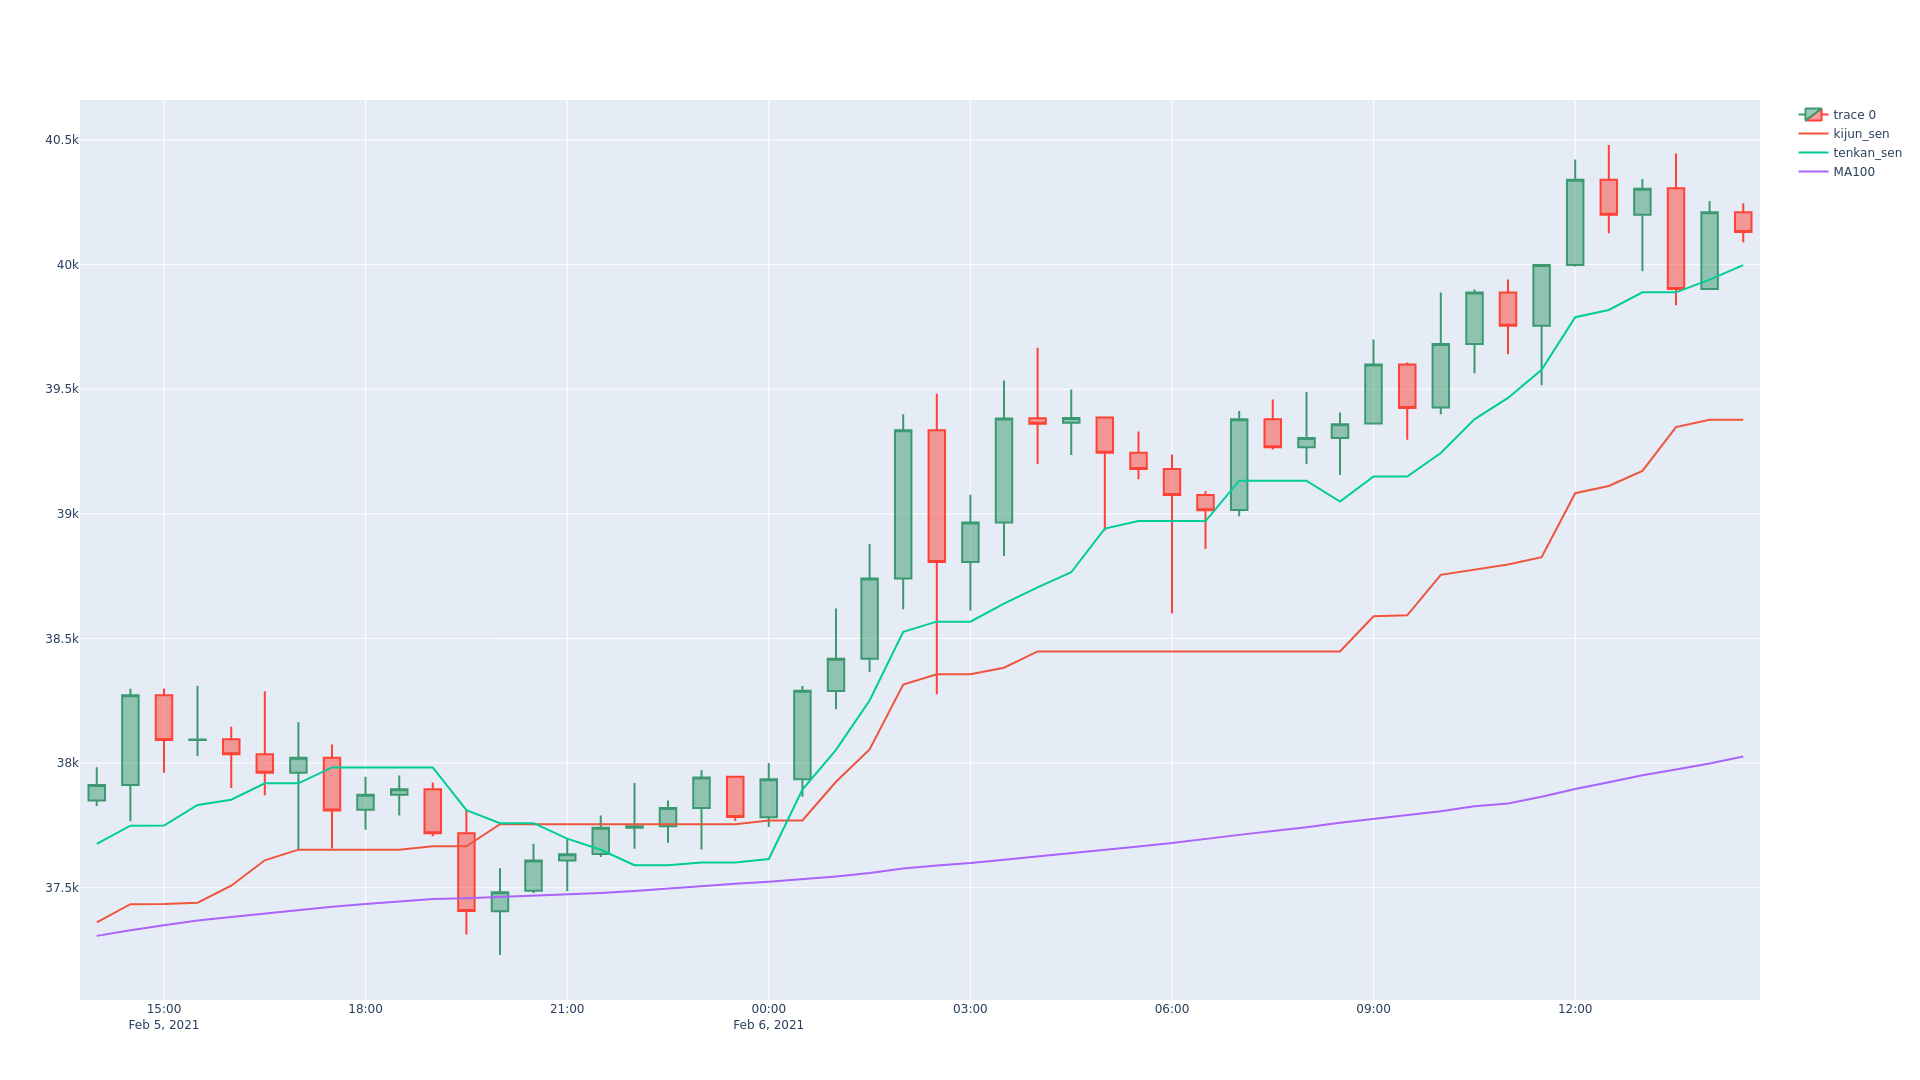 40.5k
40k
39.5k
39k
38.5k
38k
37.5k
15:00
Feb 5, 2021
18:00
21:00
00:00
Feb 6, 2021
03:00
06:00
09:00
12:00
trace 0
kijun_sen
tenkan_sen
MA100